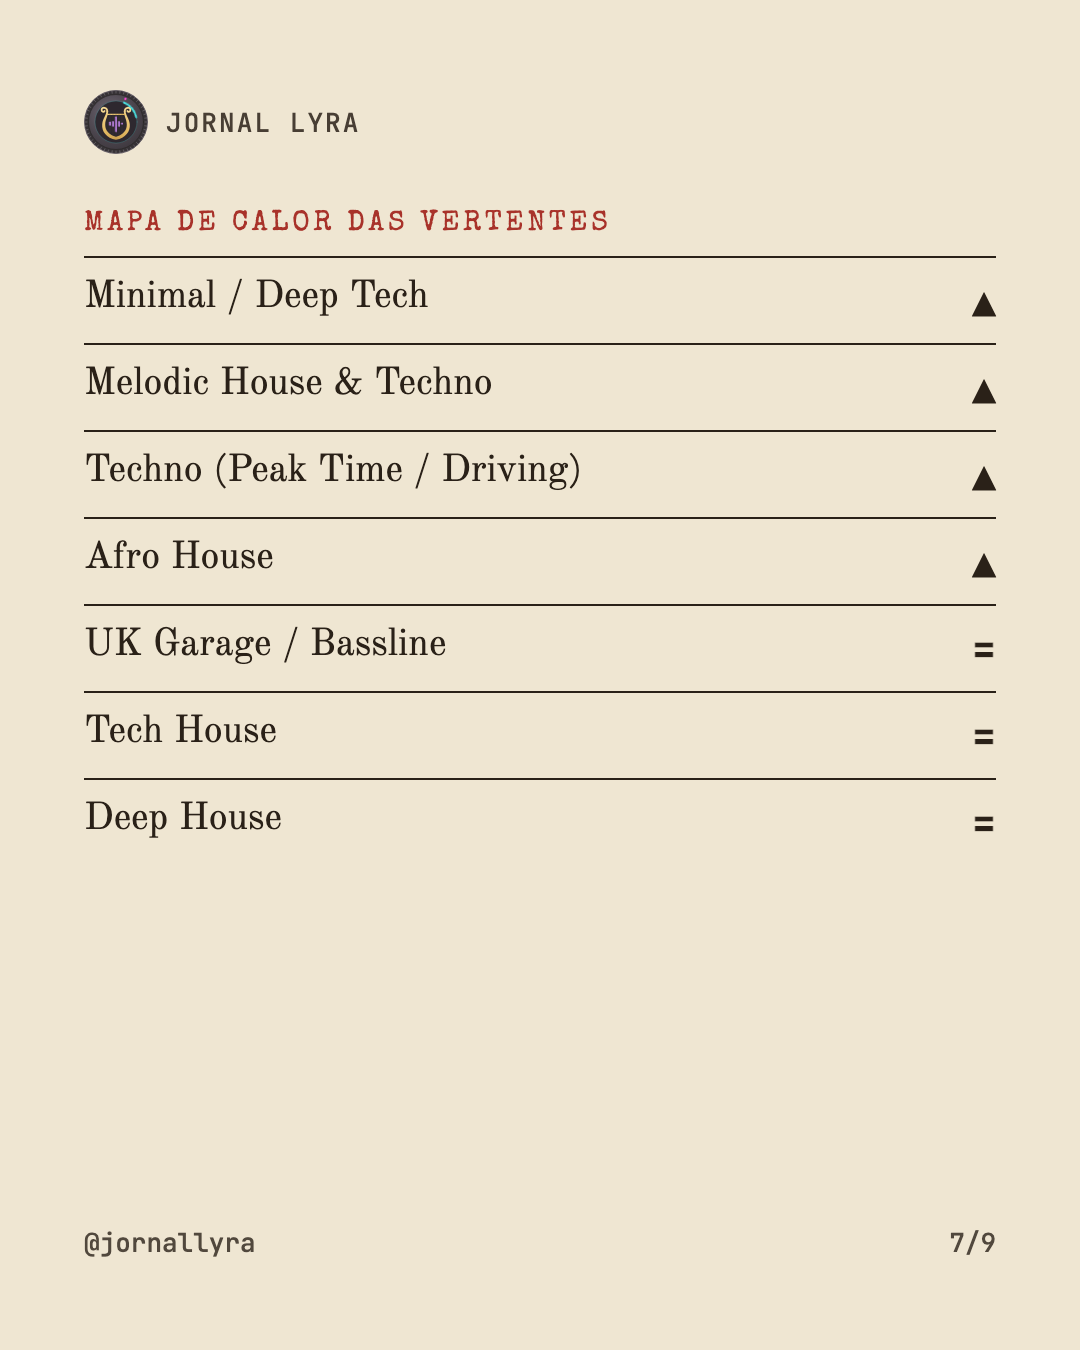 JORNAL LYRA
MAPA DE CALOR DAS VERTENTES
Minimal / Deep Tech ▲
Melodic House & Techno ▲
Techno (Peak Time / Driving) ▲
Afro House ▲
UK Garage / Bassline =
Tech House =
Deep House =
@jornallyra 7/9